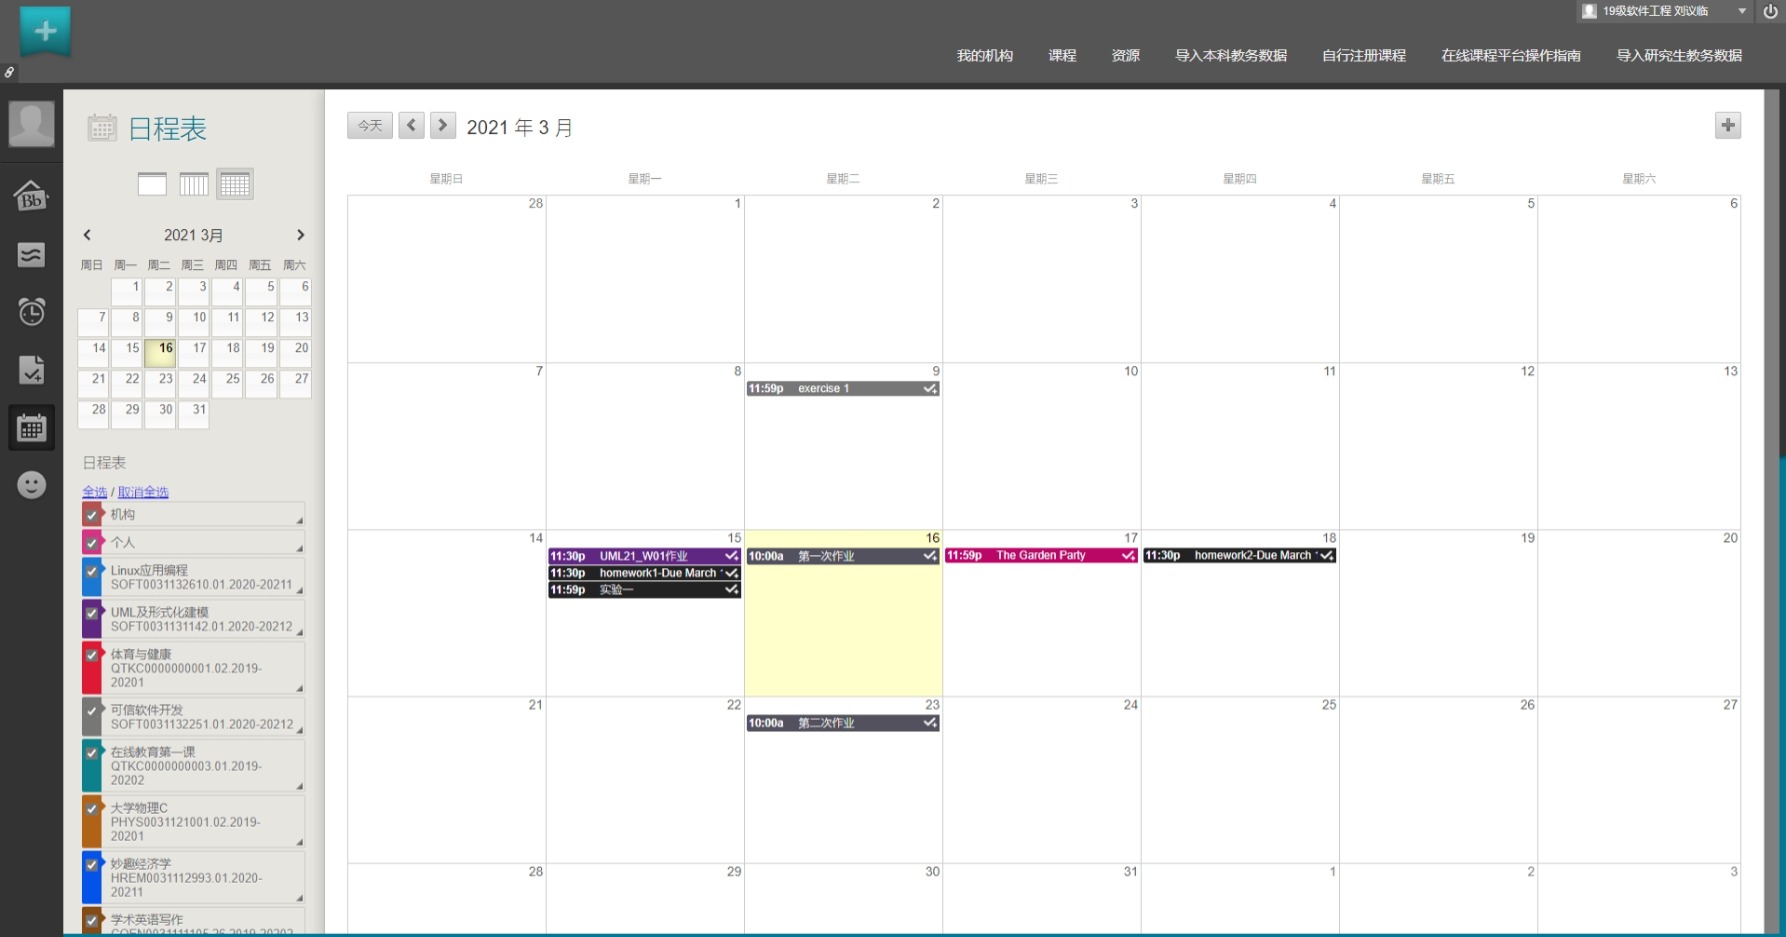 19级软件工程 刘议临
我的机构 课程 资源 导入本科教务数据 自行注册课程 在线课程平台操作指南 导入研究生教务数据
Bb
日程表
2021 3月
周日 周一 周二 周三 周四 周五 周六
1 2 3 4 5 6
7 8 9 10 11 12 13
14 15 16 17 18 19 20
21 22 23 24 25 26 27
28 29 30 31
日程表
全选 / 取消全选
机构
个人
Linux应用编程
SOFT0031132610.01.2020-20211
UML及形式化建模
SOFT0031131142.01.2020-20212
体育与健康
QTKC0000000001.02.2019-
20201
可信软件开发
SOFT0031132251.01.2020-20212
在线教育第一课
QTKC0000000003.01.2019-
20202
大学物理C
PHYS0031121001.02.2019-
20201
妙趣经济学
HREM0031112993.01.2020-
20211
学术英语写作
今天 2021 年 3 月
星期日 星期一 星期二 星期三 星期四 星期五 星期六
28 1 2 3 4 5 6
7 8 9 10 11 12 13
11:59p exercise 1
14 15 16 17 18 19 20
11:30p UML21_W01作业
11:30p homework1-Due March
11:59p 实验一
10:00a 第一次作业
11:59p The Garden Party
11:30p homework2-Due March
21 22 23 24 25 26 27
10:00a 第二次作业
28 29 30 31 1 2 3